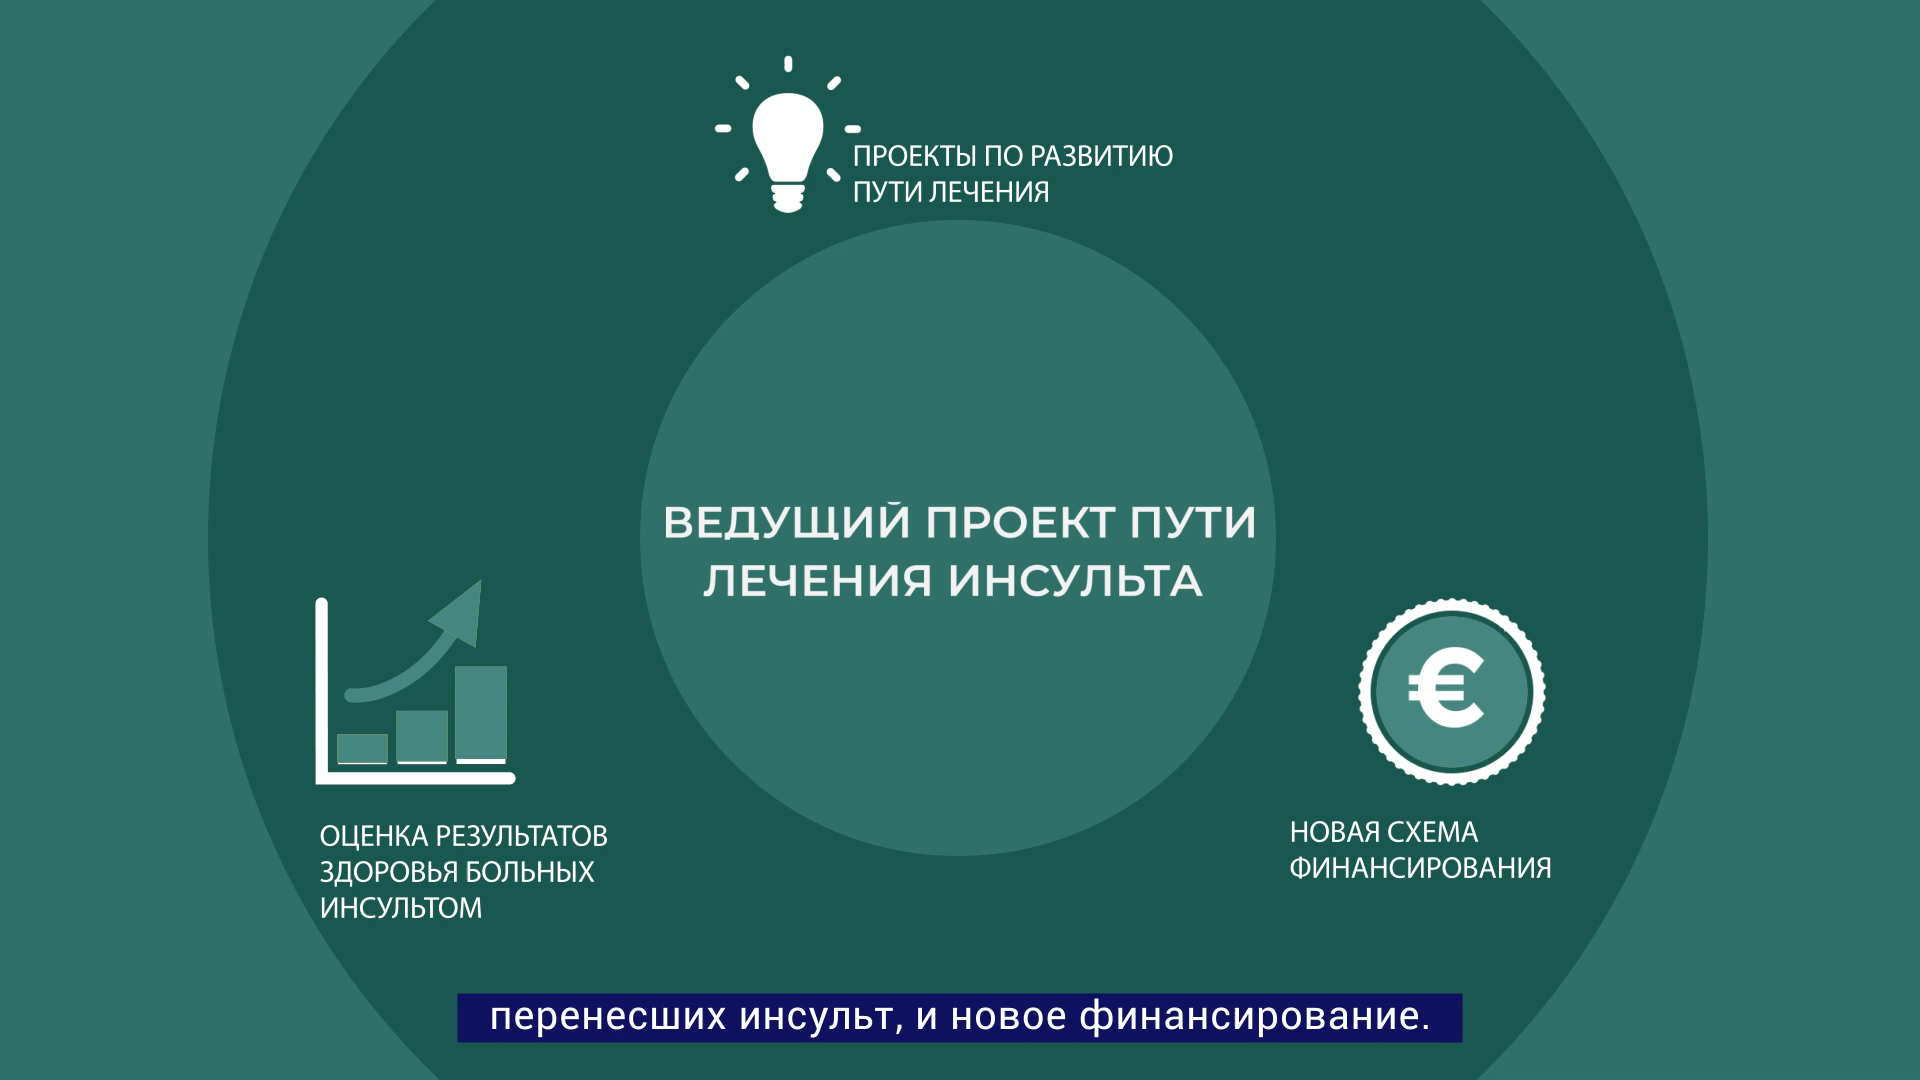 ПРОЕКТЫ ПО РАЗВИТИЮ
ПУТИ ЛЕЧЕНИЯ
ВЕДУЩИЙ ПРОЕКТ ПУТИ
ЛЕЧЕНИЯ ИНСУЛЬТА
€
ОЦЕНКА РЕЗУЛЬТАТОВ
ЗДОРОВЬЯ БОЛЬНЫХ
ИНСУЛЬТОМ
НОВАЯ СХЕМА
ФИНАНСИРОВАНИЯ
перенесших инсульт, и новое финансирование.